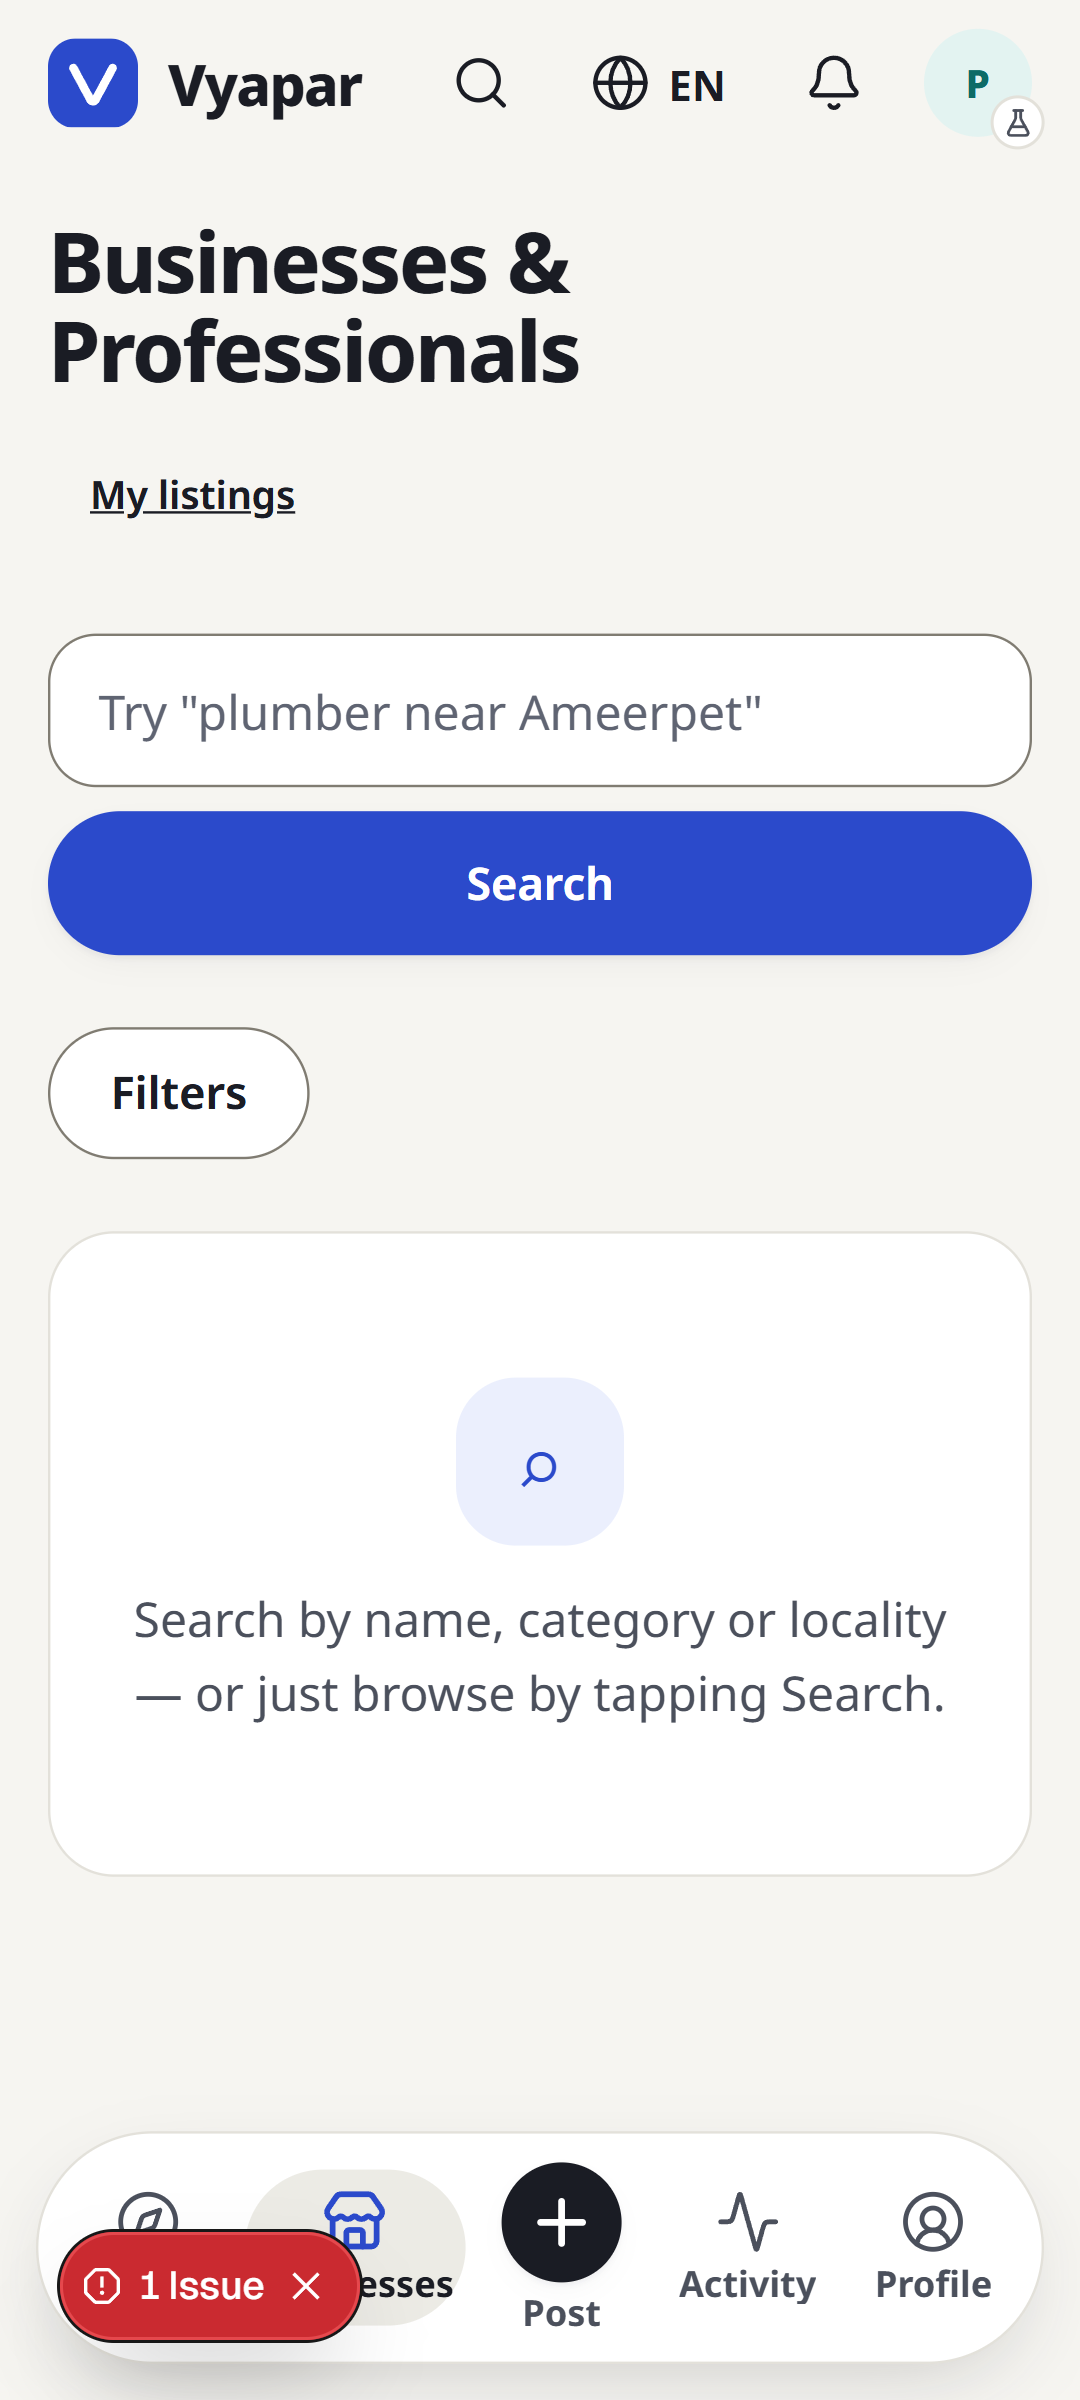 Vyapar
EN
P
Businesses &
Professionals
My listings
Try "plumber near Ameerpet"
Search
Filters
Search by name, category or locality
— or just browse by tapping Search.
1 Issue
esses
Post
Activity
Profile